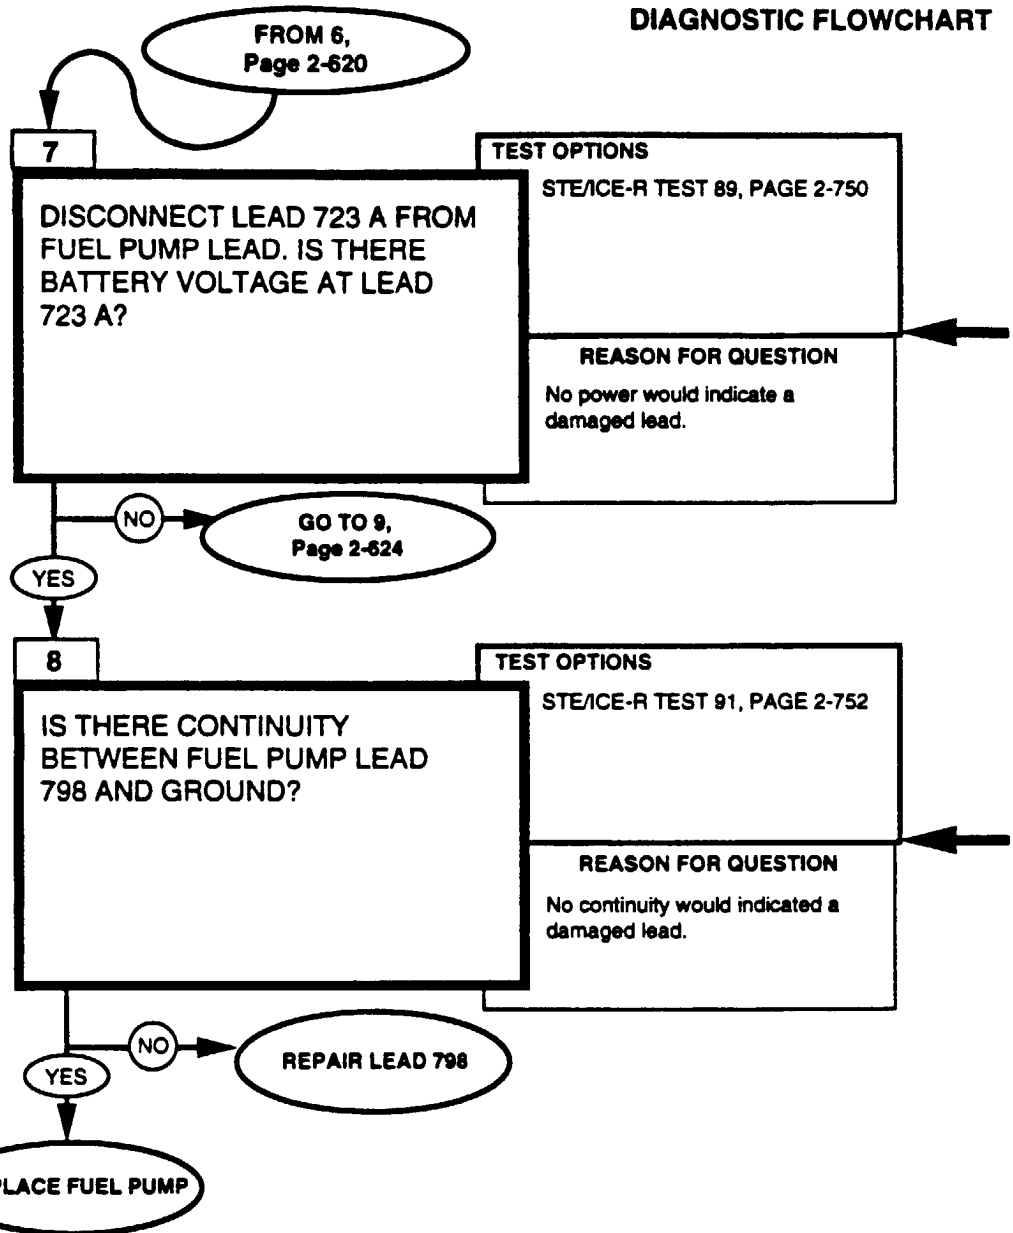 DIAGNOSTIC FLOWCHART
FROM 6,
Page 2-620
7
DISCONNECT LEAD 723 A FROM
FUEL PUMP LEAD. IS THERE
BATTERY VOLTAGE AT LEAD
723 A?
TEST OPTIONS
STE/ICE-R TEST 89, PAGE 2-750
REASON FOR QUESTION
No power would indicate a
damaged lead.
NO
GO TO 9,
Page 2-624
YES
8
IS THERE CONTINUITY
BETWEEN FUEL PUMP LEAD
798 AND GROUND?
TEST OPTIONS
STE/ICE-R TEST 91, PAGE 2-752
REASON FOR QUESTION
No continuity would indicated a
damaged lead.
NO
REPAIR LEAD 798
YES
PLACE FUEL PUMP